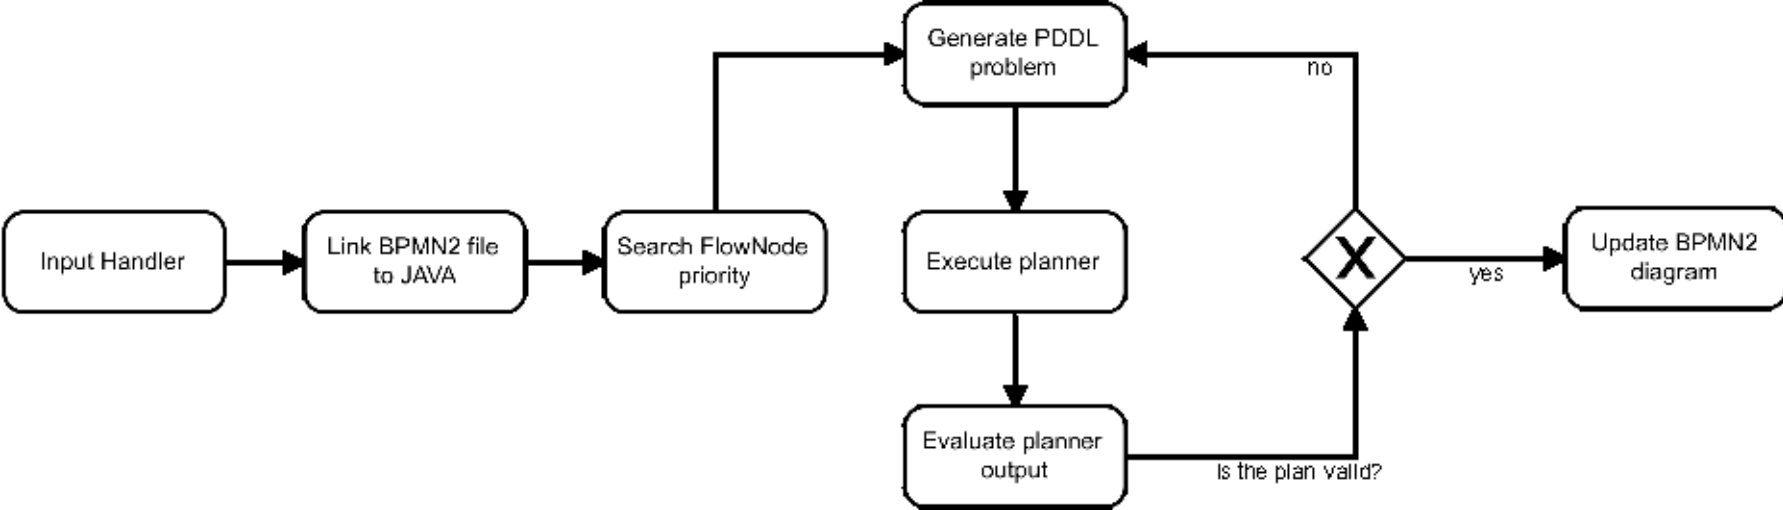 Input Handler
Link BPMN2 file
to JAVA
Search FlowNode
priority
Generate PDDL
problem
Execute planner
Evaluate planner
output
Is the plan valid?
X
no
yes
Update BPMN2
diagram